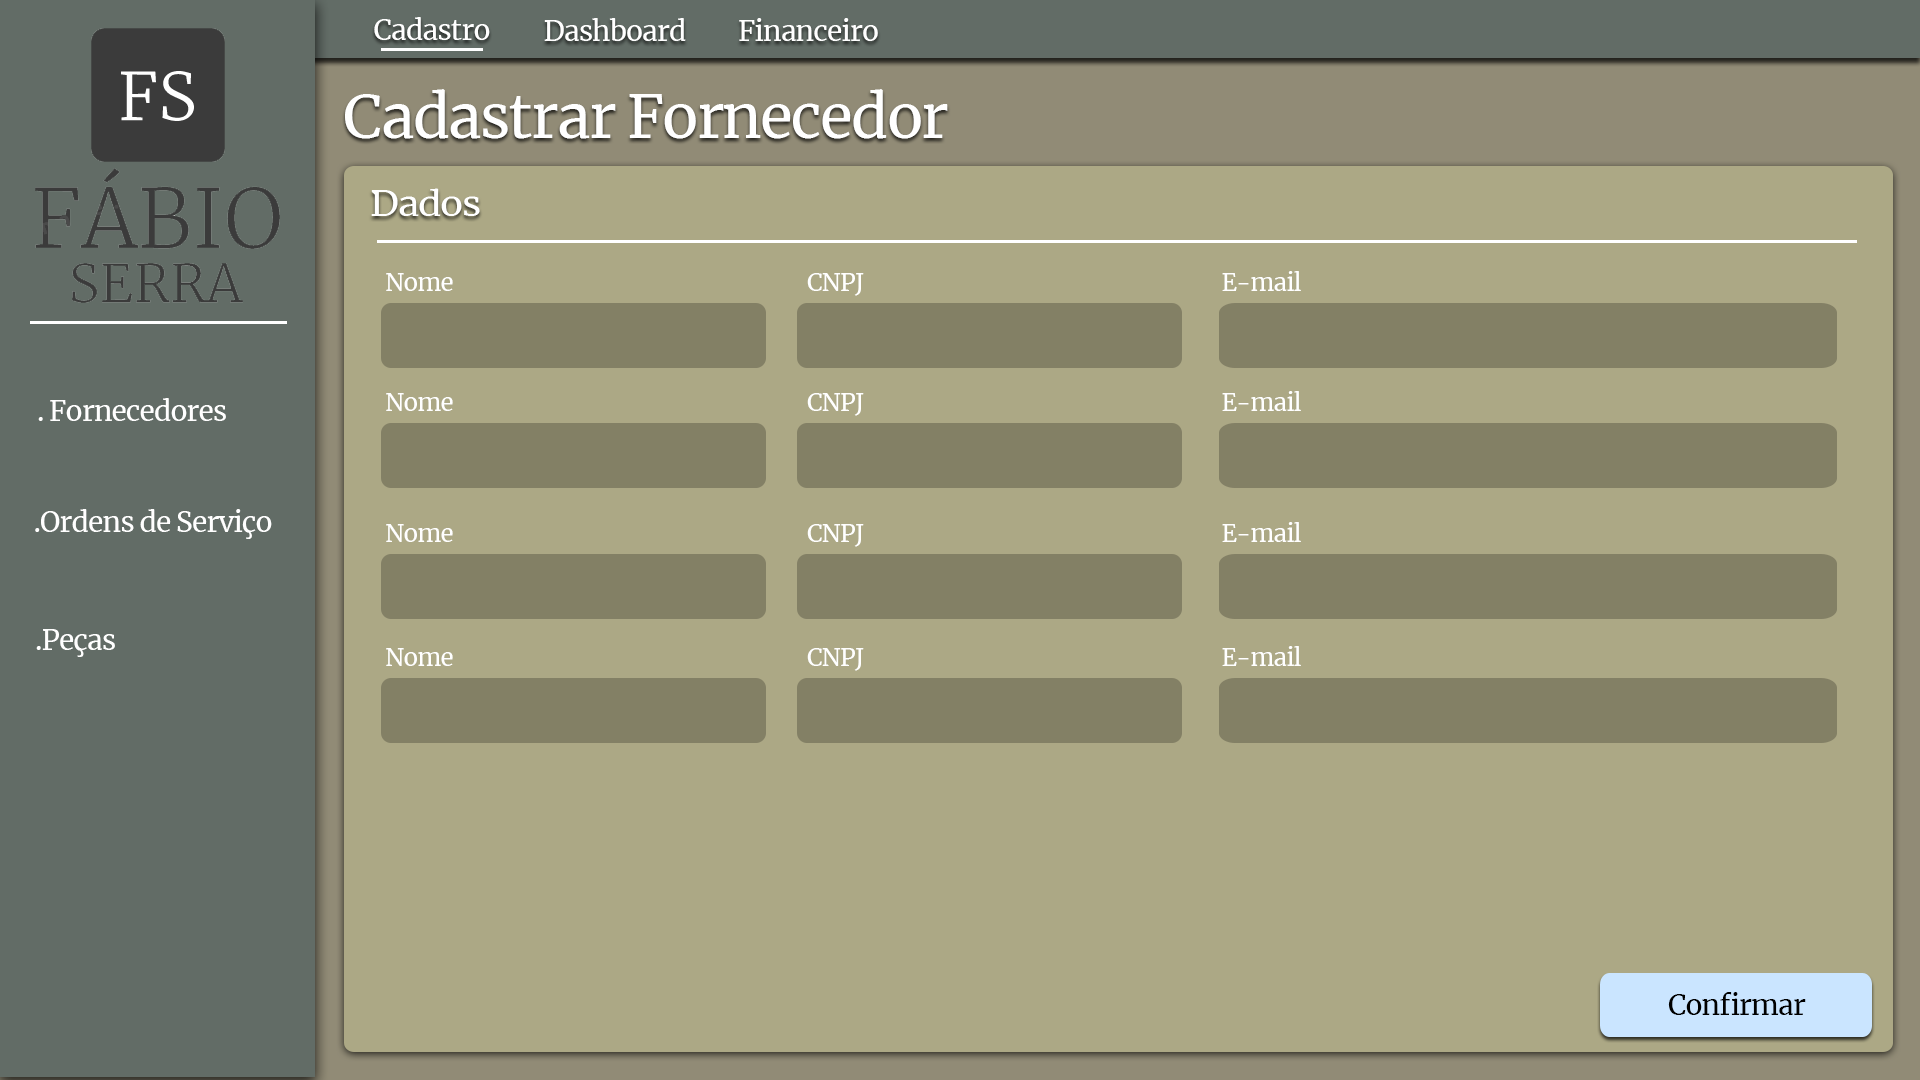 FS
FÁBIO
SERRA
. Fornecedores
.Ordens de Serviço
.Peças
Cadastro Dashboard Financeiro
Cadastrar Fornecedor
Dados
Nome CNPJ E-mail
Nome CNPJ E-mail
Nome CNPJ E-mail
Nome CNPJ E-mail
Confirmar